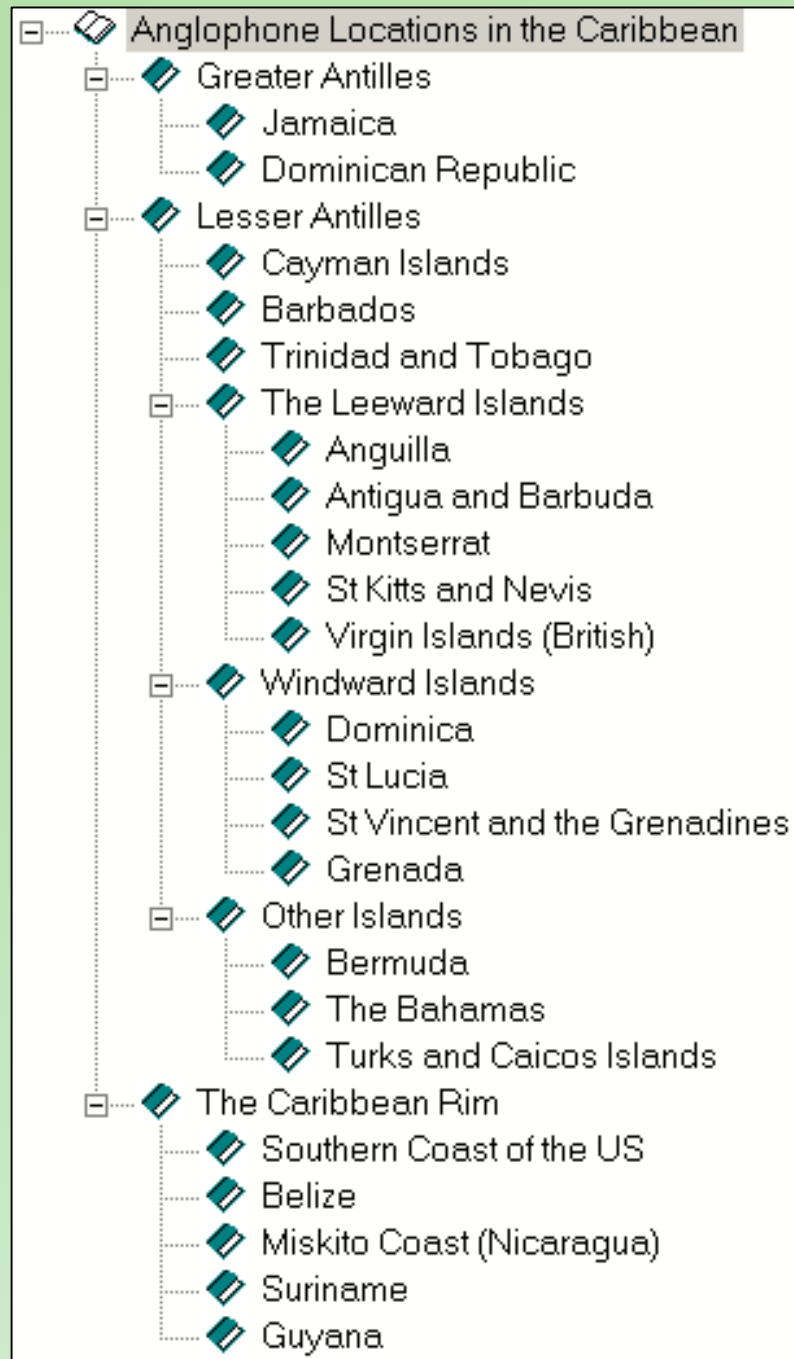 Anglophone Locations in the Caribbean
Greater Antilles
Jamaica
Dominican Republic
Lesser Antilles
Cayman Islands
Barbados
Trinidad and Tobago
The Leeward Islands
Anguilla
Antigua and Barbuda
Montserrat
St Kitts and Nevis
Virgin Islands (British)
Windward Islands
Dominica
St Lucia
St Vincent and the Grenadines
Grenada
Other Islands
Bermuda
The Bahamas
Turks and Caicos Islands
The Caribbean Rim
Southern Coast of the US
Belize
Miskito Coast (Nicaragua)
Suriname
Guyana